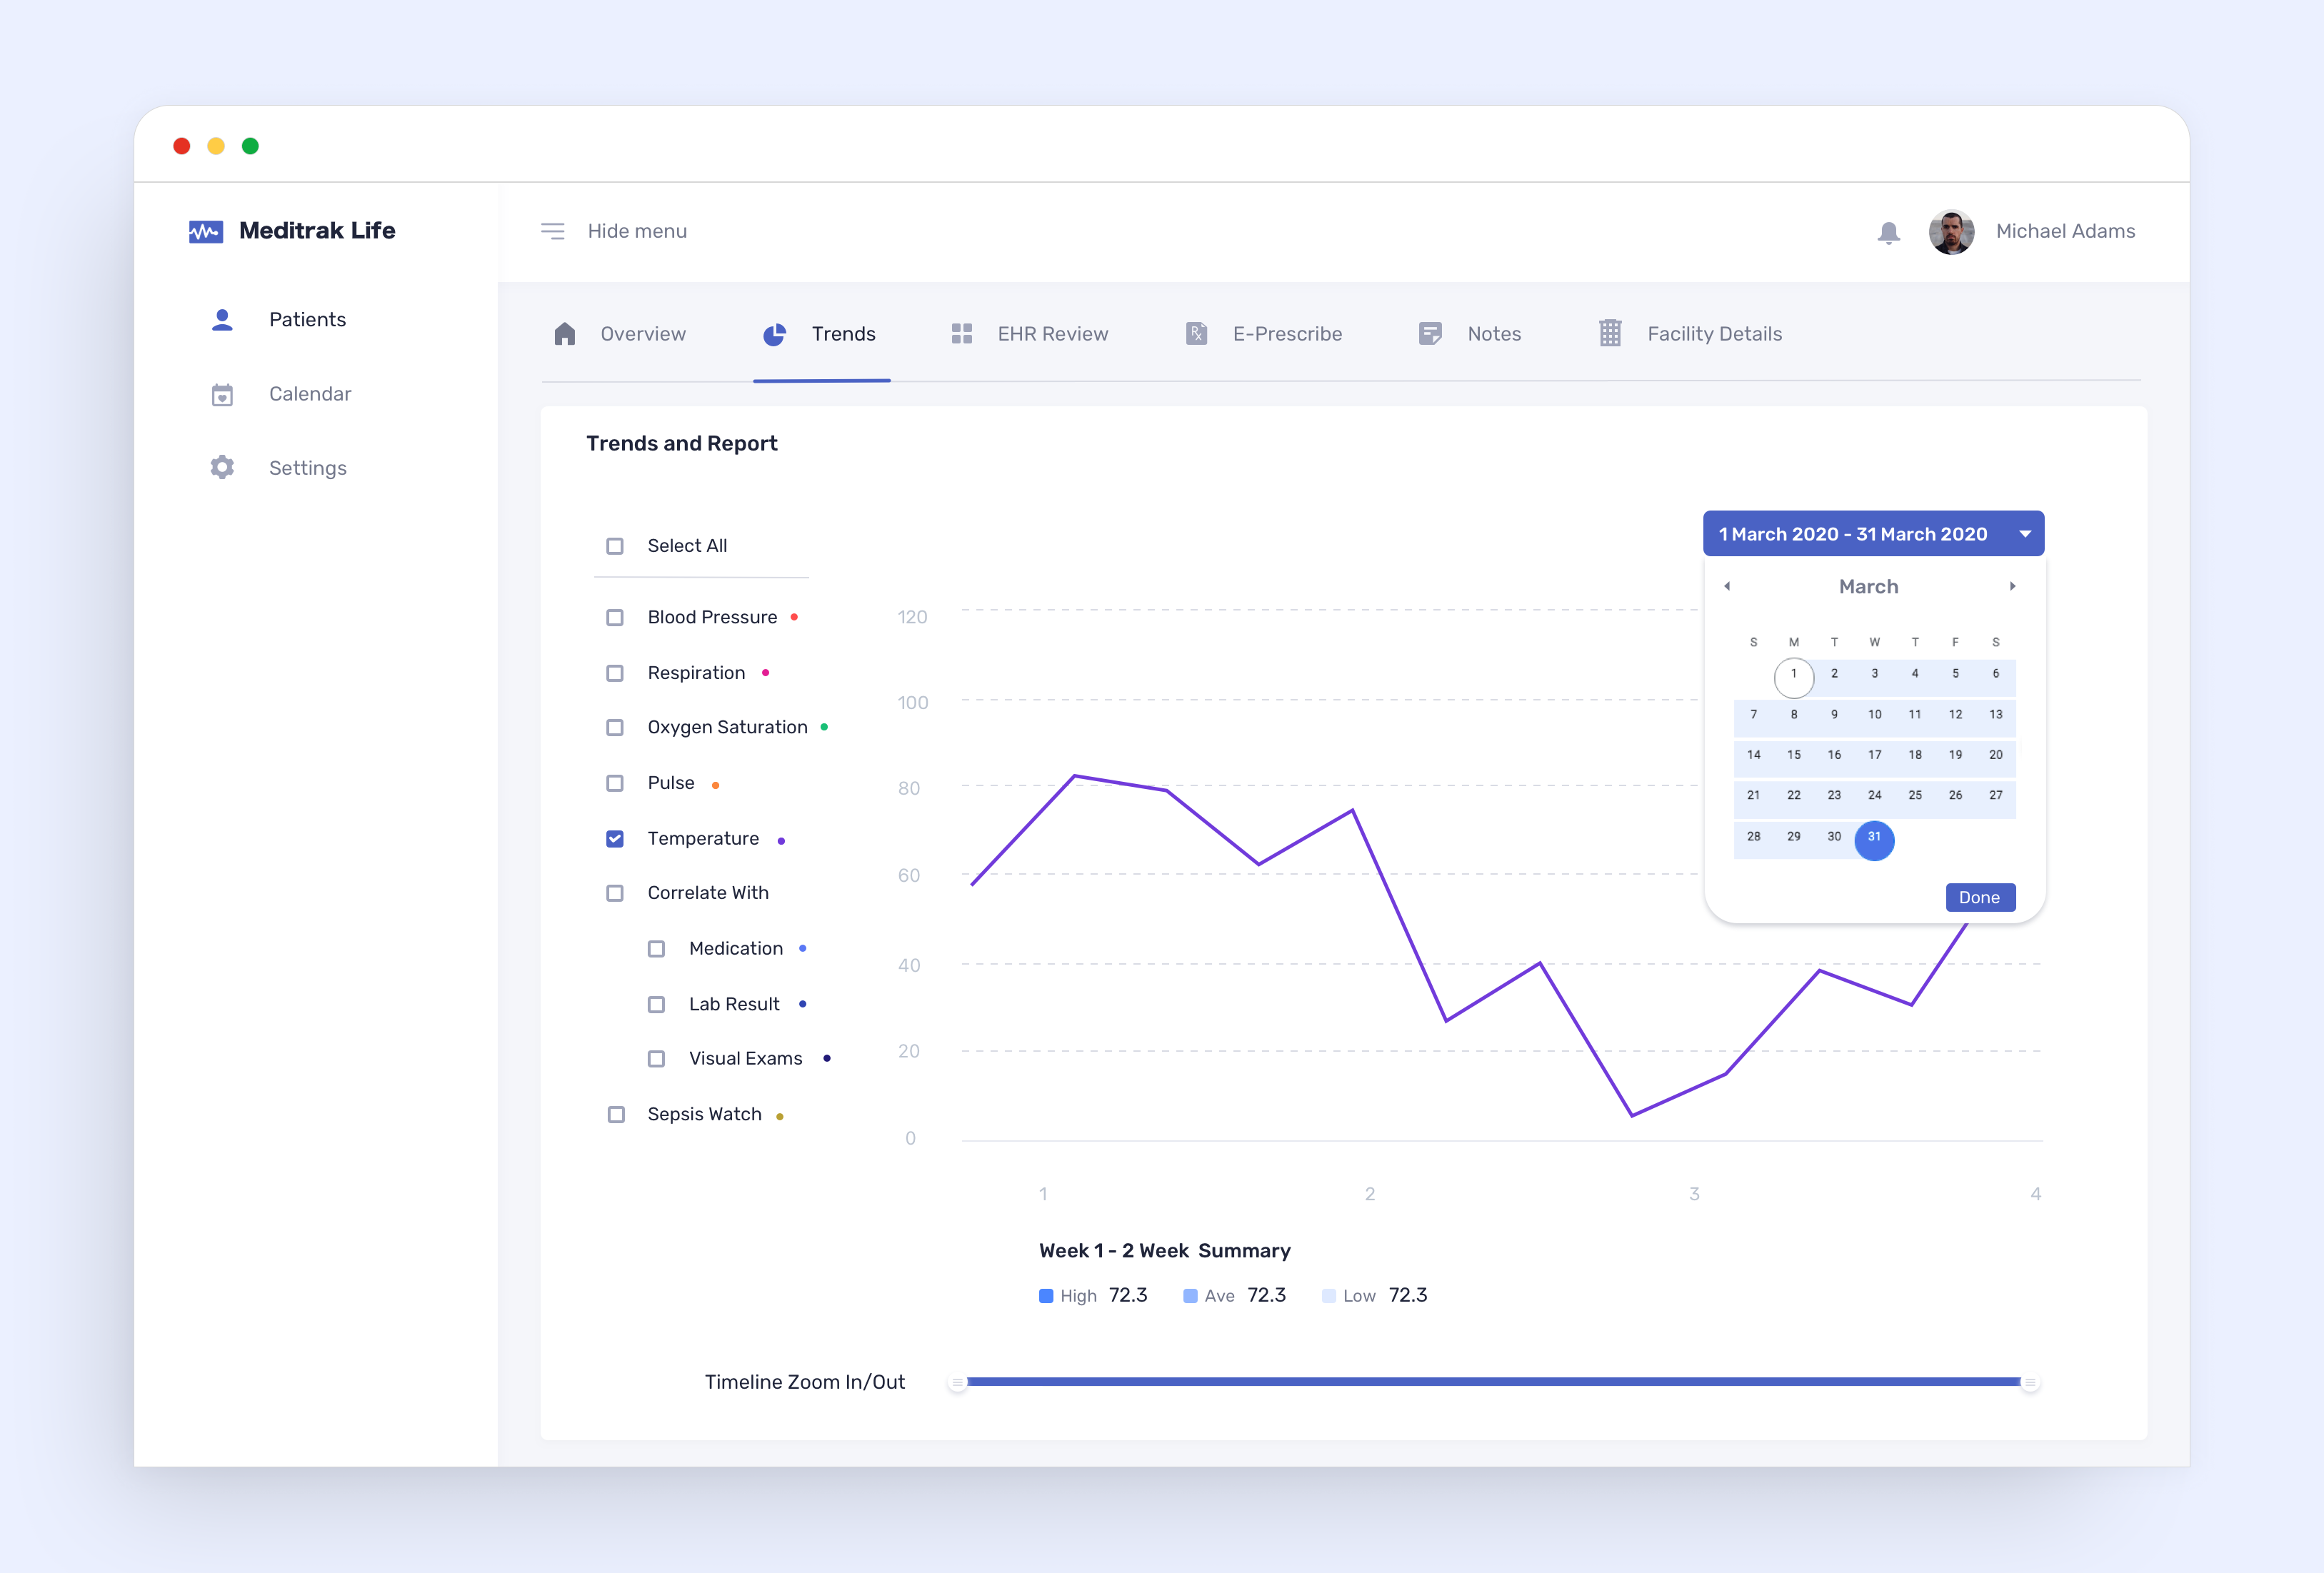 Meditrak Life
Hide menu
Michael Adams
Patients
Calendar
Settings
Overview
Trends
EHR Review
Rx
E-Prescribe
Notes
Facility Details
Trends and Report
Select All
Blood Pressure
Respiration
Oxygen Saturation
Pulse
Temperature
Correlate With
Medication
Lab Result
Visual Exams
Sepsis Watch
1 March 2020 - 31 March 2020
March
S M T W T F S
1 2 3 4 5 6
7 8 9 10 11 12 13
14 15 16 17 18 19 20
21 22 23 24 25 26 27
28 29 30 31
Done
120
100
80
60
40
20
0
1 2 3 4
Week 1 - 2 Week Summary
High 72.3 Ave 72.3 Low 72.3
Timeline Zoom In/Out